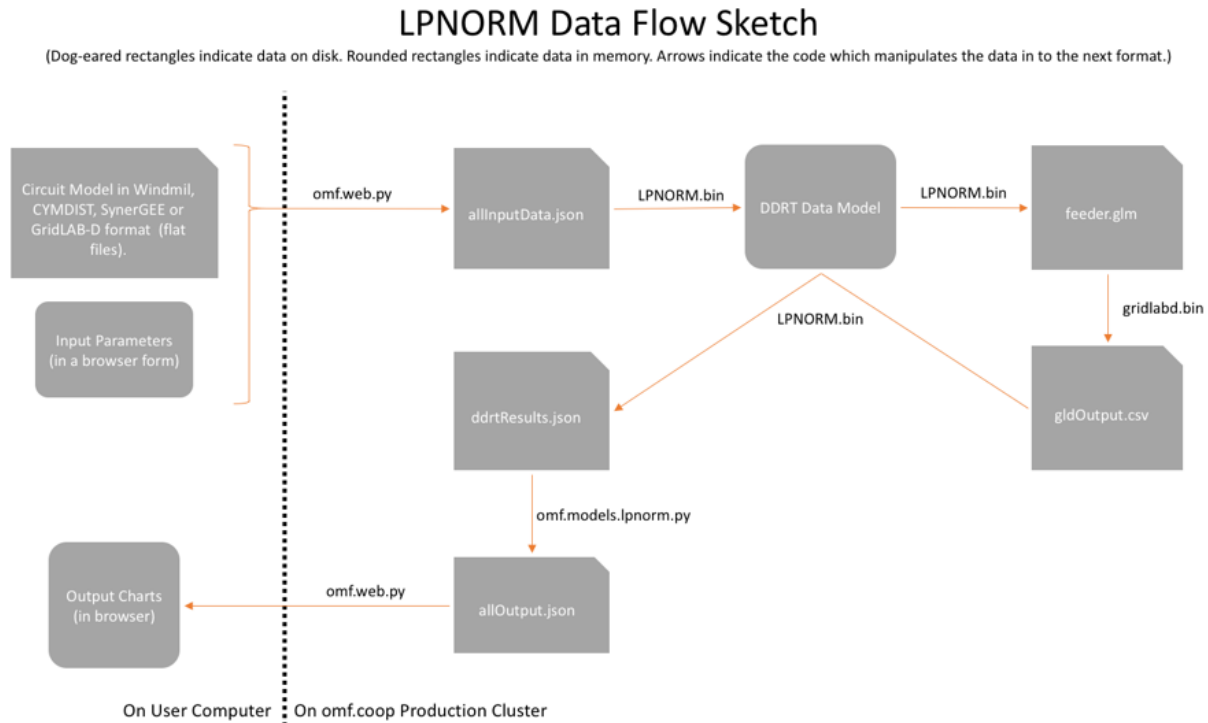 LPNORM Data Flow Sketch
(Dog-eared rectangles indicate data on disk. Rounded rectangles indicate data in memory. Arrows indicate the code which manipulates the data in to the next format.)
Circuit Model in Windmil,
CYMDIST, SynerGEE or
GridLAB-D format (flat
files).
omf.web.py
allInputData.json
LPNORM.bin
DDRT Data Model
LPNORM.bin
feeder.glm
gridlabd.bin
Input Parameters
(in a browser form)
LPNORM.bin
ddrtResults.json
gldOutput.csv
omf.models.lpnorm.py
Output Charts
(in browser)
omf.web.py
allOutput.json
On User Computer
On omf.coop Production Cluster